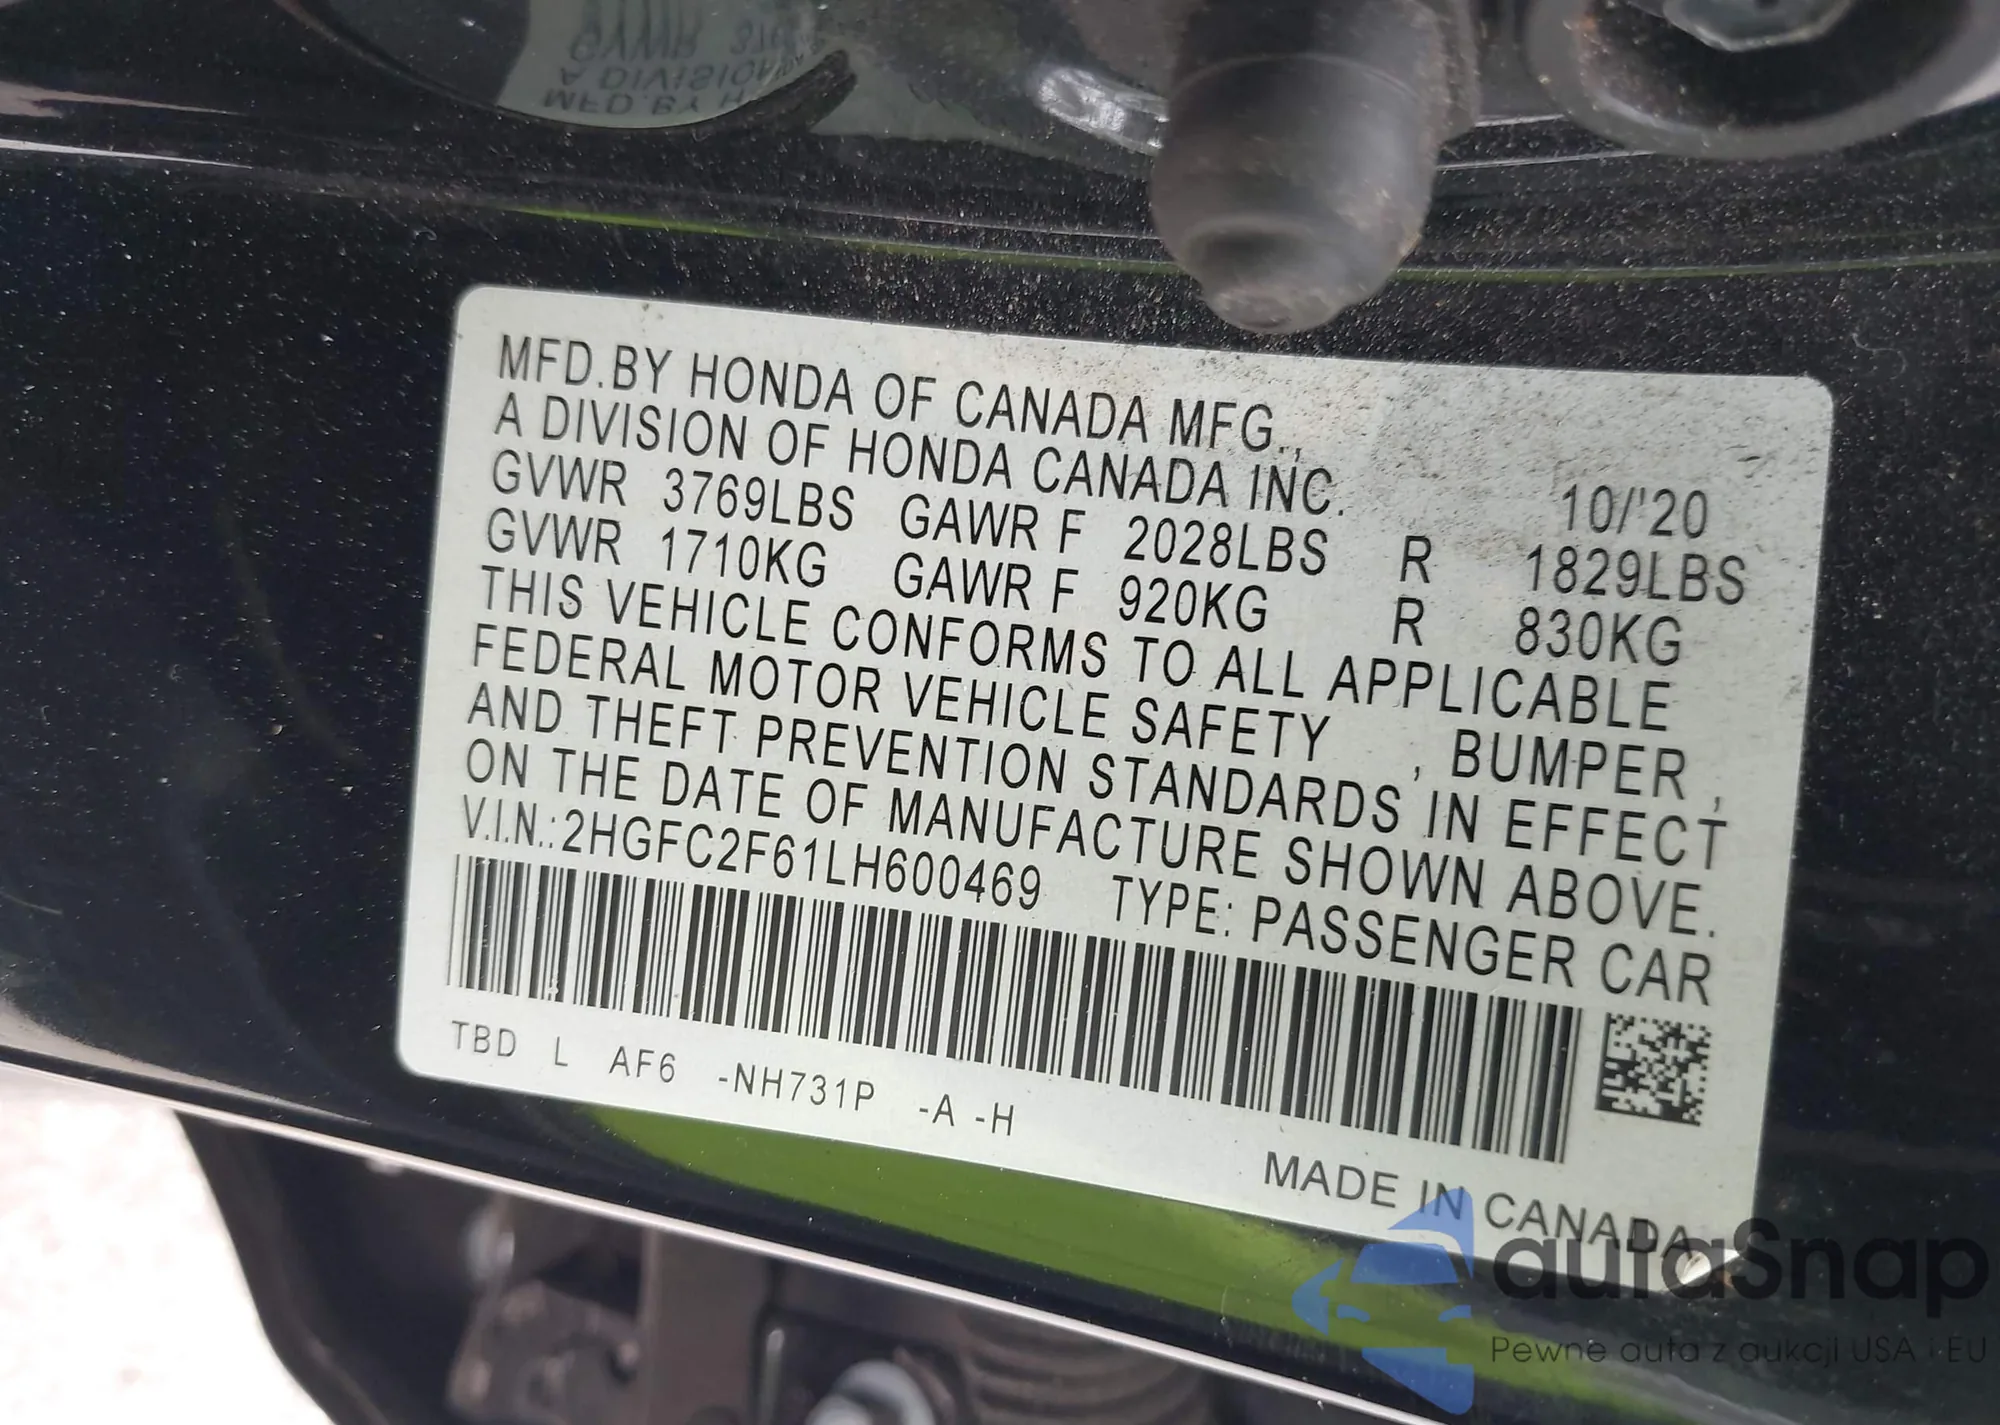 MFD.BY HONDA OF CANADA MFG.,
A DIVISION OF HONDA CANADA INC. 10/'20
GVWR 3769LBS GAWR F 2028LBS R 1829LBS
GVWR 1710KG GAWR F 920KG R 830KG
THIS VEHICLE CONFORMS TO ALL APPLICABLE
FEDERAL MOTOR VEHICLE SAFETY , BUMPER ,
AND THEFT PREVENTION STANDARDS IN EFFECT
ON THE DATE OF MANUFACTURE SHOWN ABOVE.
V.I.N.:2HGFC2F61LH600469 TYPE: PASSENGER CAR
TBD L AF6 -NH731P -A -H
MADE IN CANADA
autaSnap
Pewne auta z aukcji USA i EU